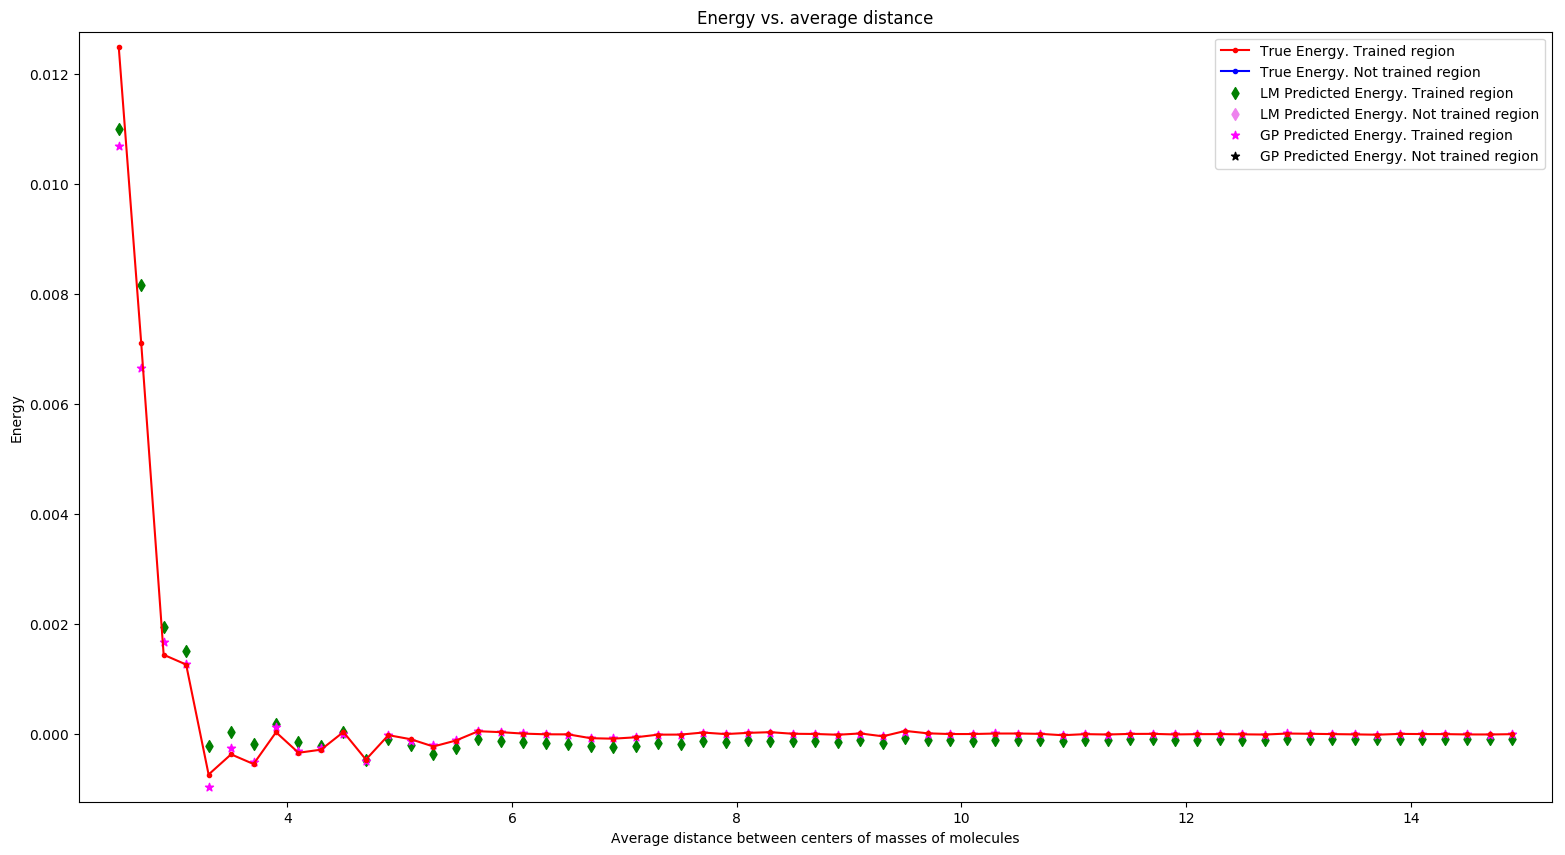 Energy vs. average distance
True Energy. Trained region
True Energy. Not trained region
LM Predicted Energy. Trained region
LM Predicted Energy. Not trained region
GP Predicted Energy. Trained region
GP Predicted Energy. Not trained region
Energy
0.012
0.010
0.008
0.006
0.004
0.002
0.000
4 6 8 10 12 14
Average distance between centers of masses of molecules